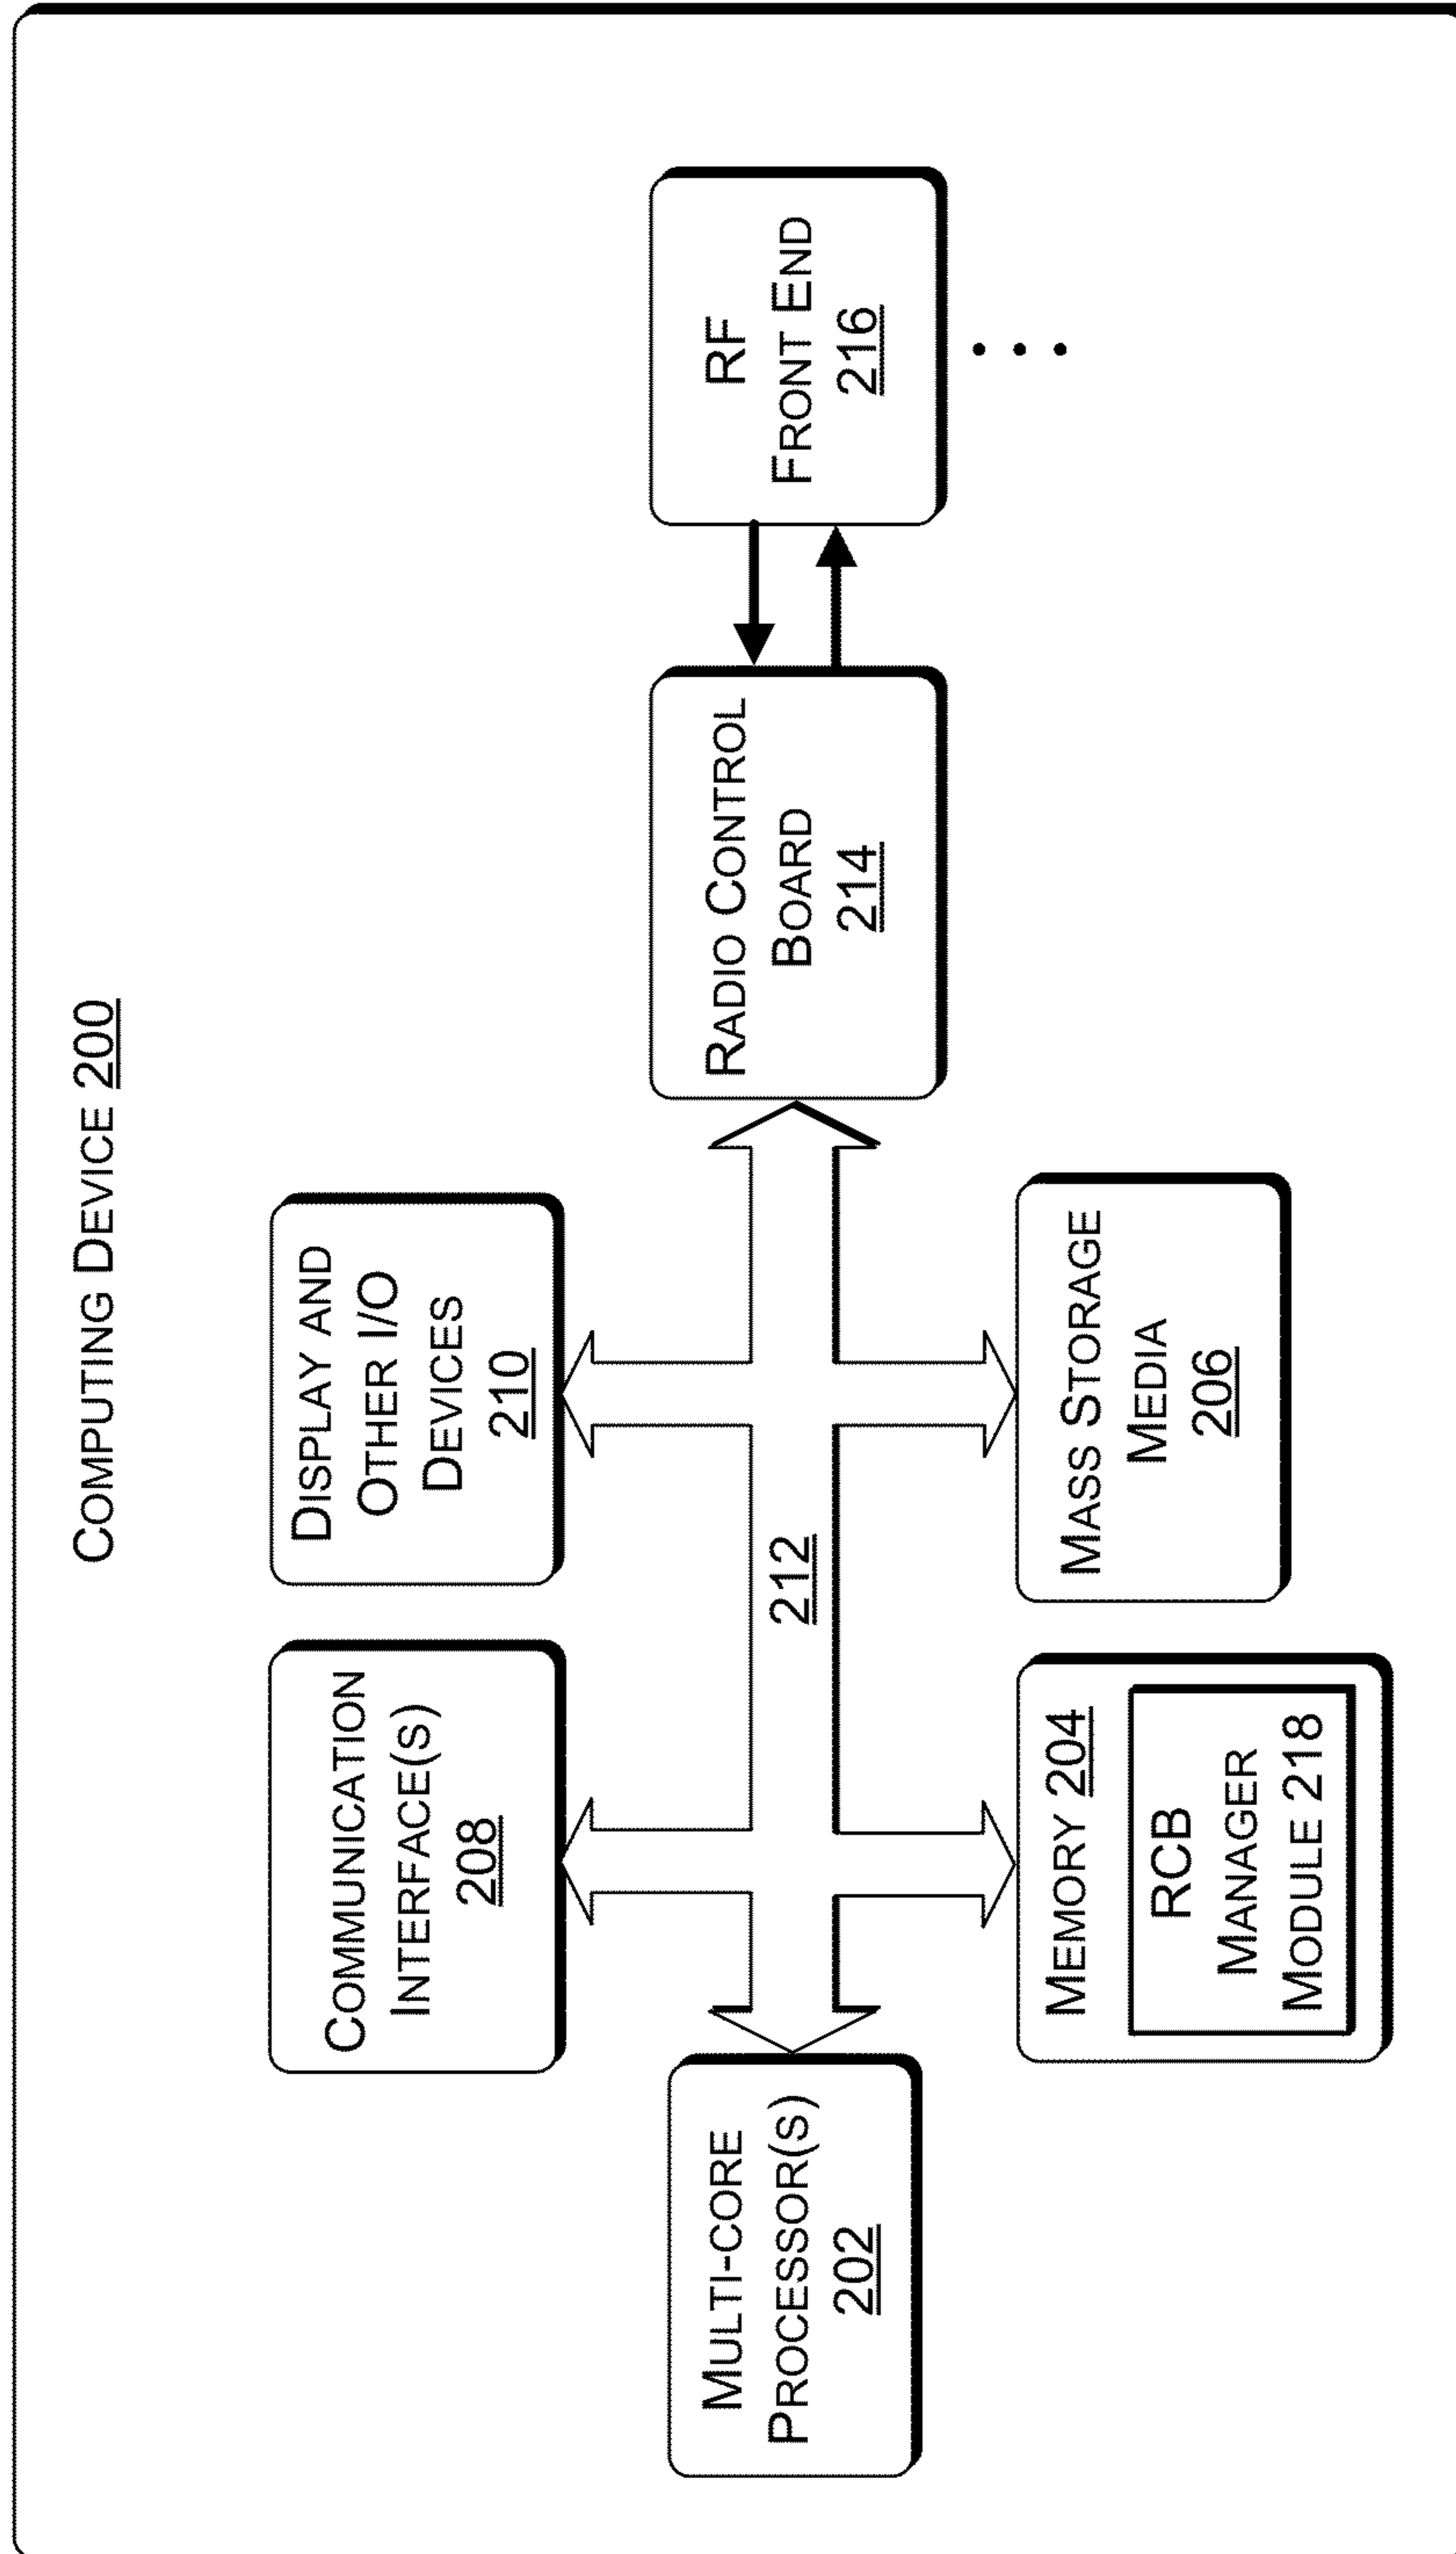 COMPUTING DEVICE 200
COMMUNICATION
INTERFACE(S)
208
DISPLAY AND
OTHER I/O
DEVICES
210
MULTI-CORE
PROCESSOR(S)
202
212
RADIO CONTROL
BOARD
214
RF
FRONT END
216
MEMORY 204
RCB
MANAGER
MODULE 218
MASS STORAGE
MEDIA
206